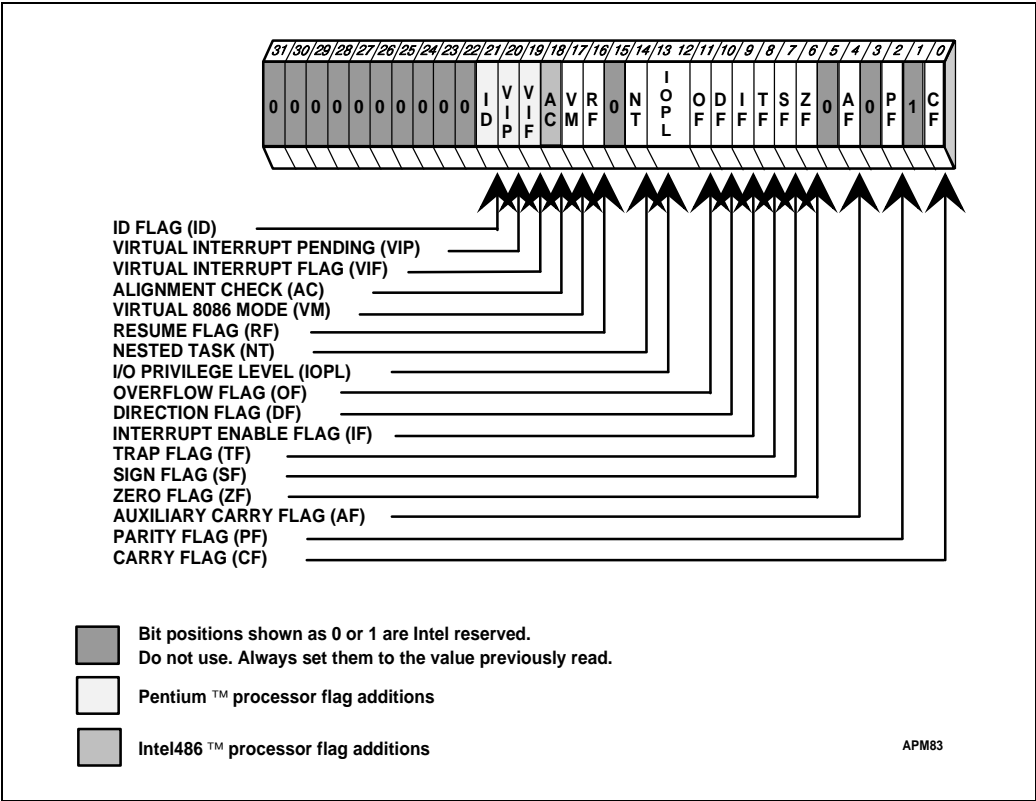 31 30 29 28 27 26 25 24 23 22 21 20 19 18 17 16 15 14 13 12 11 10 9 8 7 6 5 4 3 2 1 0
0 0 0 0 0 0 0 0 0 0 ID VIP VIF AC VM RF 0 NT IOPL OF DF IF TF SF ZF 0 AF 0 PF 1 CF
ID FLAG (ID)
VIRTUAL INTERRUPT PENDING (VIP)
VIRTUAL INTERRUPT FLAG (VIF)
ALIGNMENT CHECK (AC)
VIRTUAL 8086 MODE (VM)
RESUME FLAG (RF)
NESTED TASK (NT)
I/O PRIVILEGE LEVEL (IOPL)
OVERFLOW FLAG (OF)
DIRECTION FLAG (DF)
INTERRUPT ENABLE FLAG (IF)
TRAP FLAG (TF)
SIGN FLAG (SF)
ZERO FLAG (ZF)
AUXILIARY CARRY FLAG (AF)
PARITY FLAG (PF)
CARRY FLAG (CF)
Bit positions shown as 0 or 1 are Intel reserved.
Do not use. Always set them to the value previously read.
Pentium ™ processor flag additions
Intel486 ™ processor flag additions
APM83